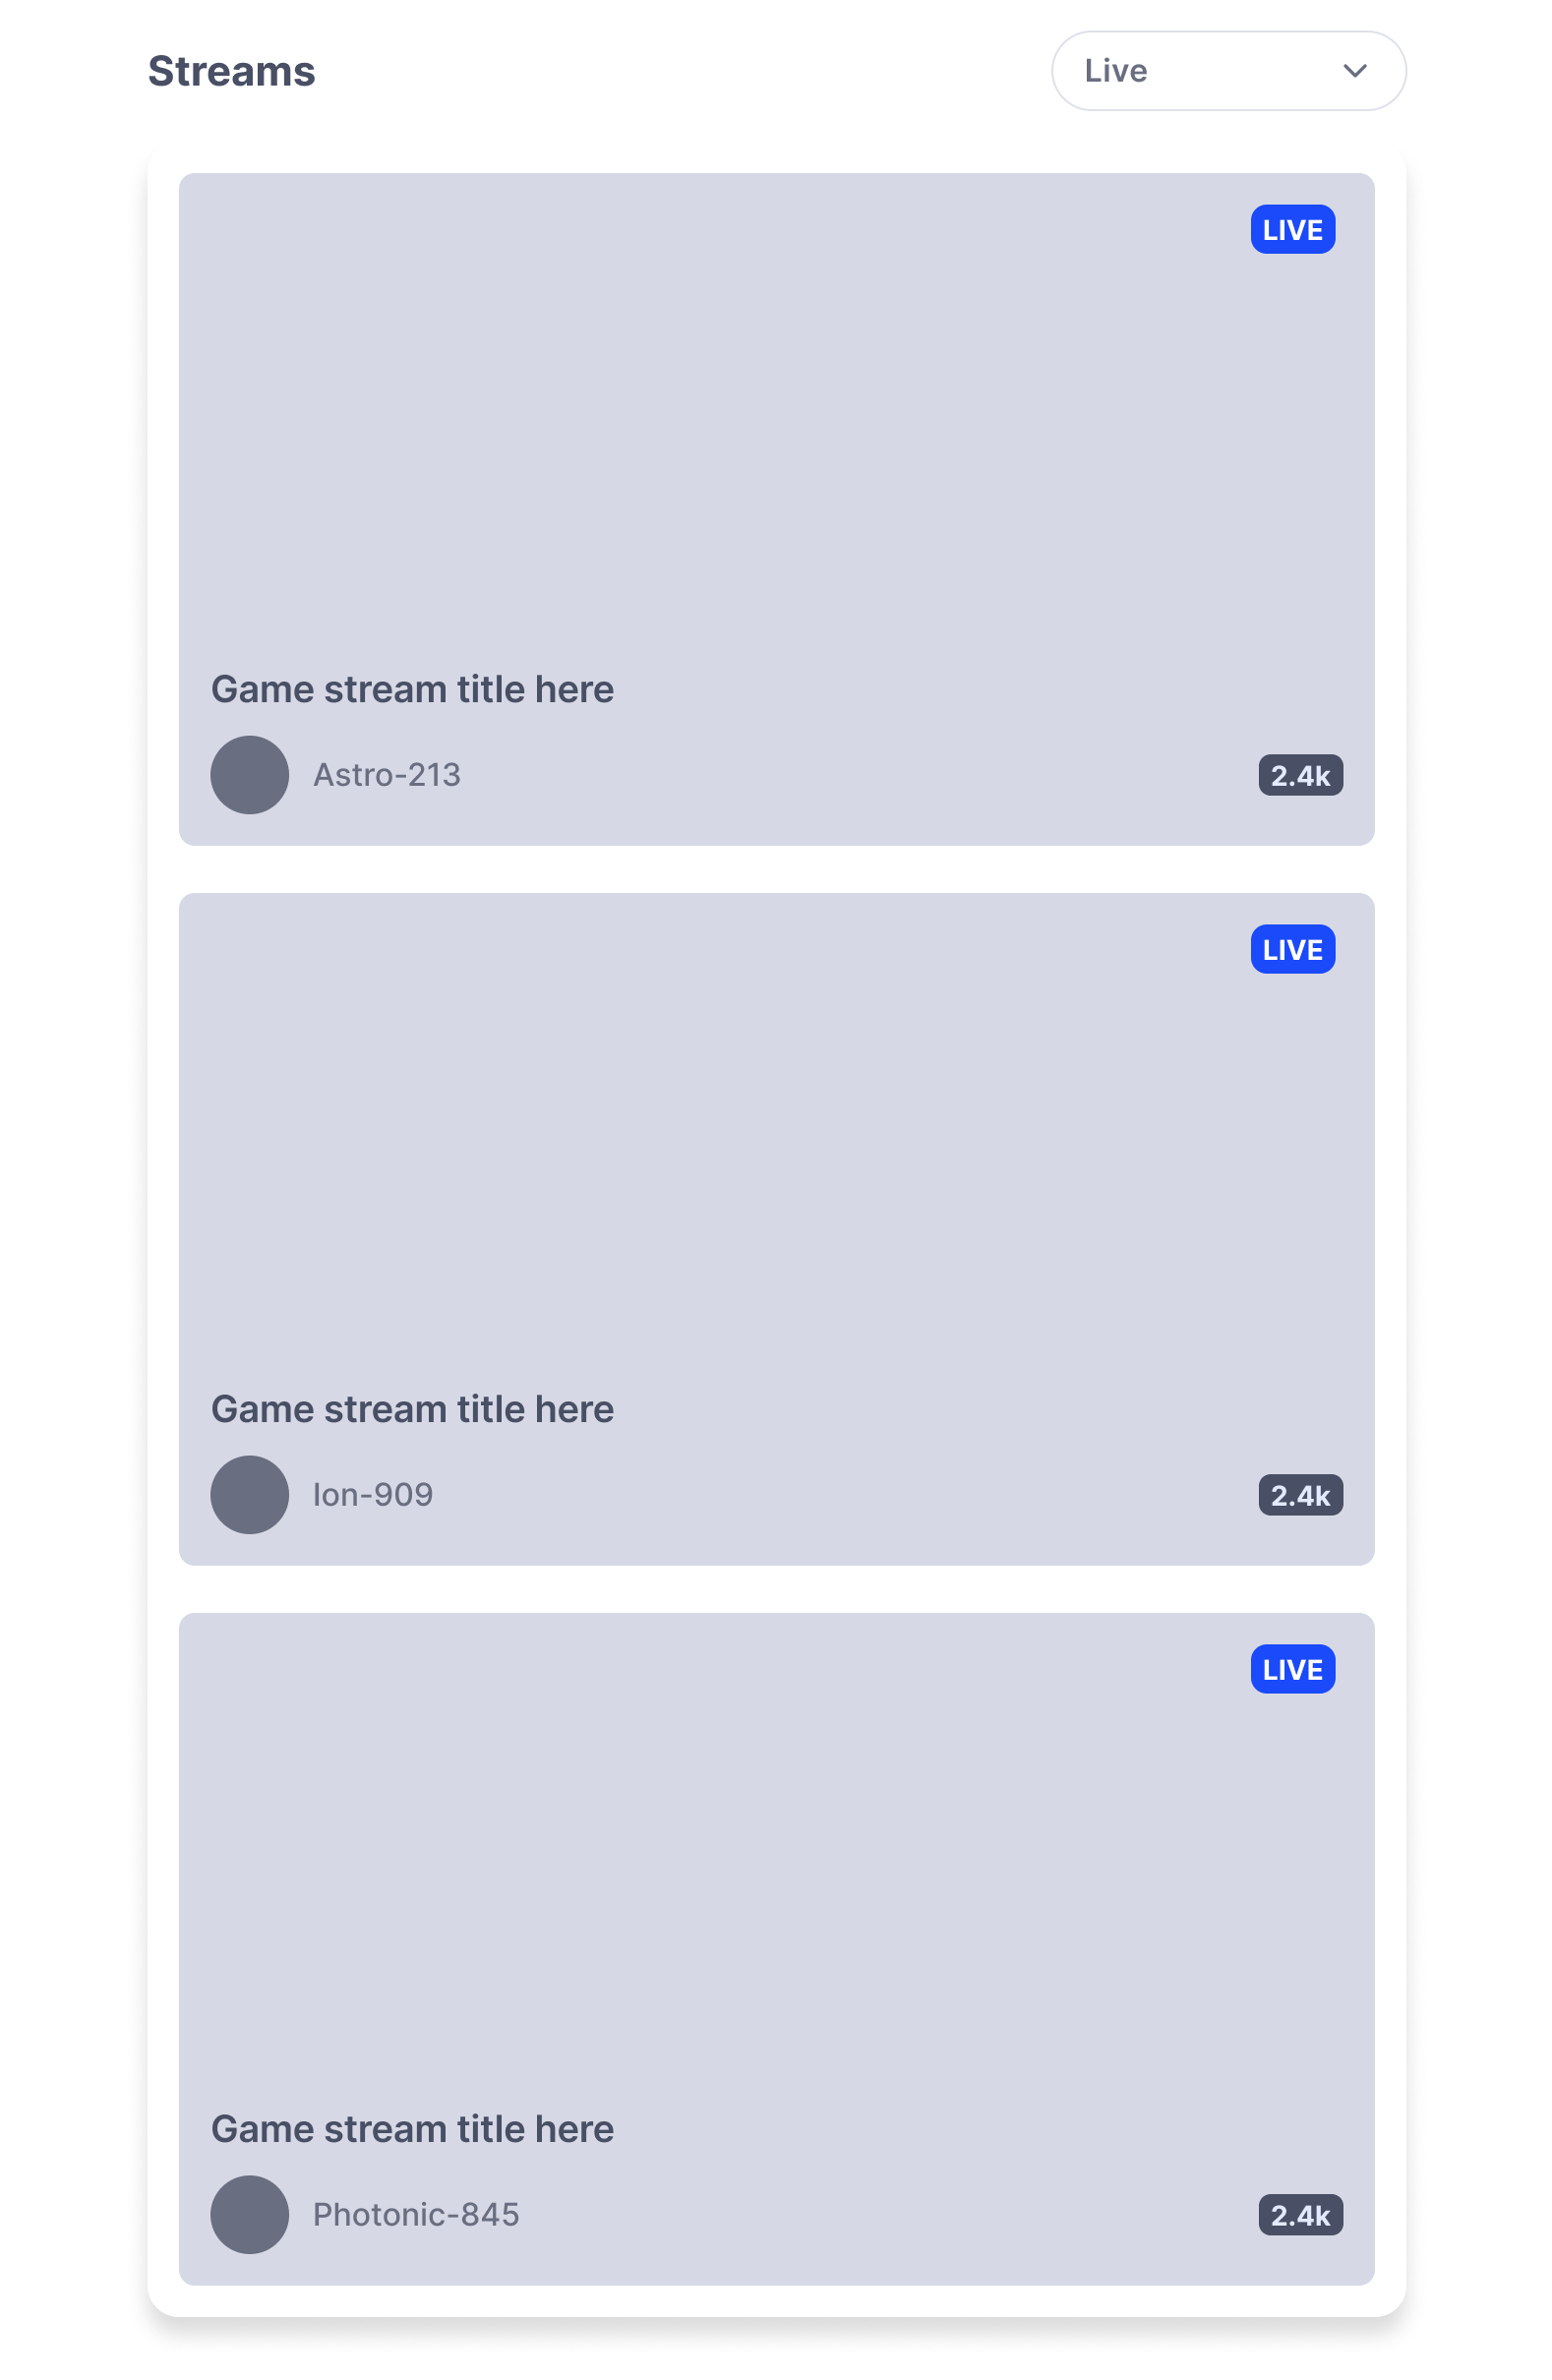 Streams
Live
LIVE
Game stream title here
Astro-213
2.4k
LIVE
Game stream title here
Ion-909
2.4k
LIVE
Game stream title here
Photonic-845
2.4k